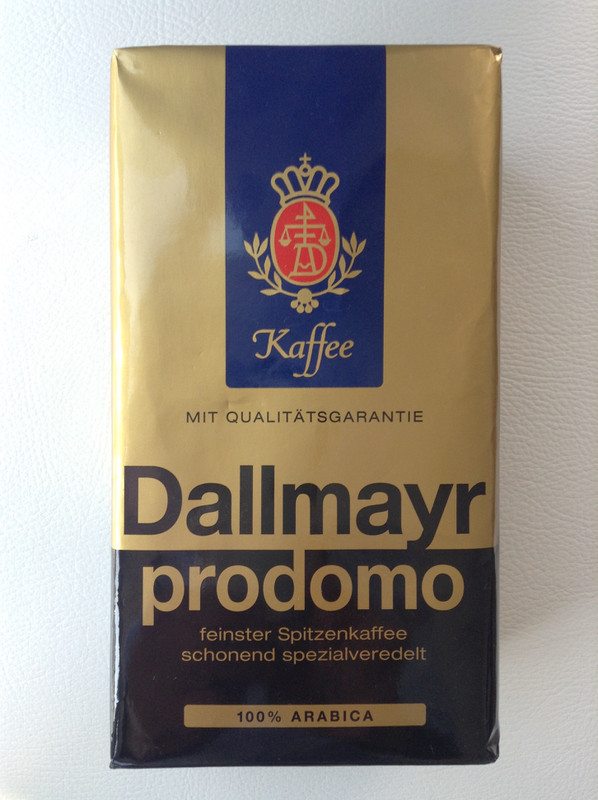 Kaffee
MIT QUALITÄTSGARANTIE
Dallmayr
prodomo
feinster Spitzenkaffee
schonend spezialveredelt
100% ARABICA